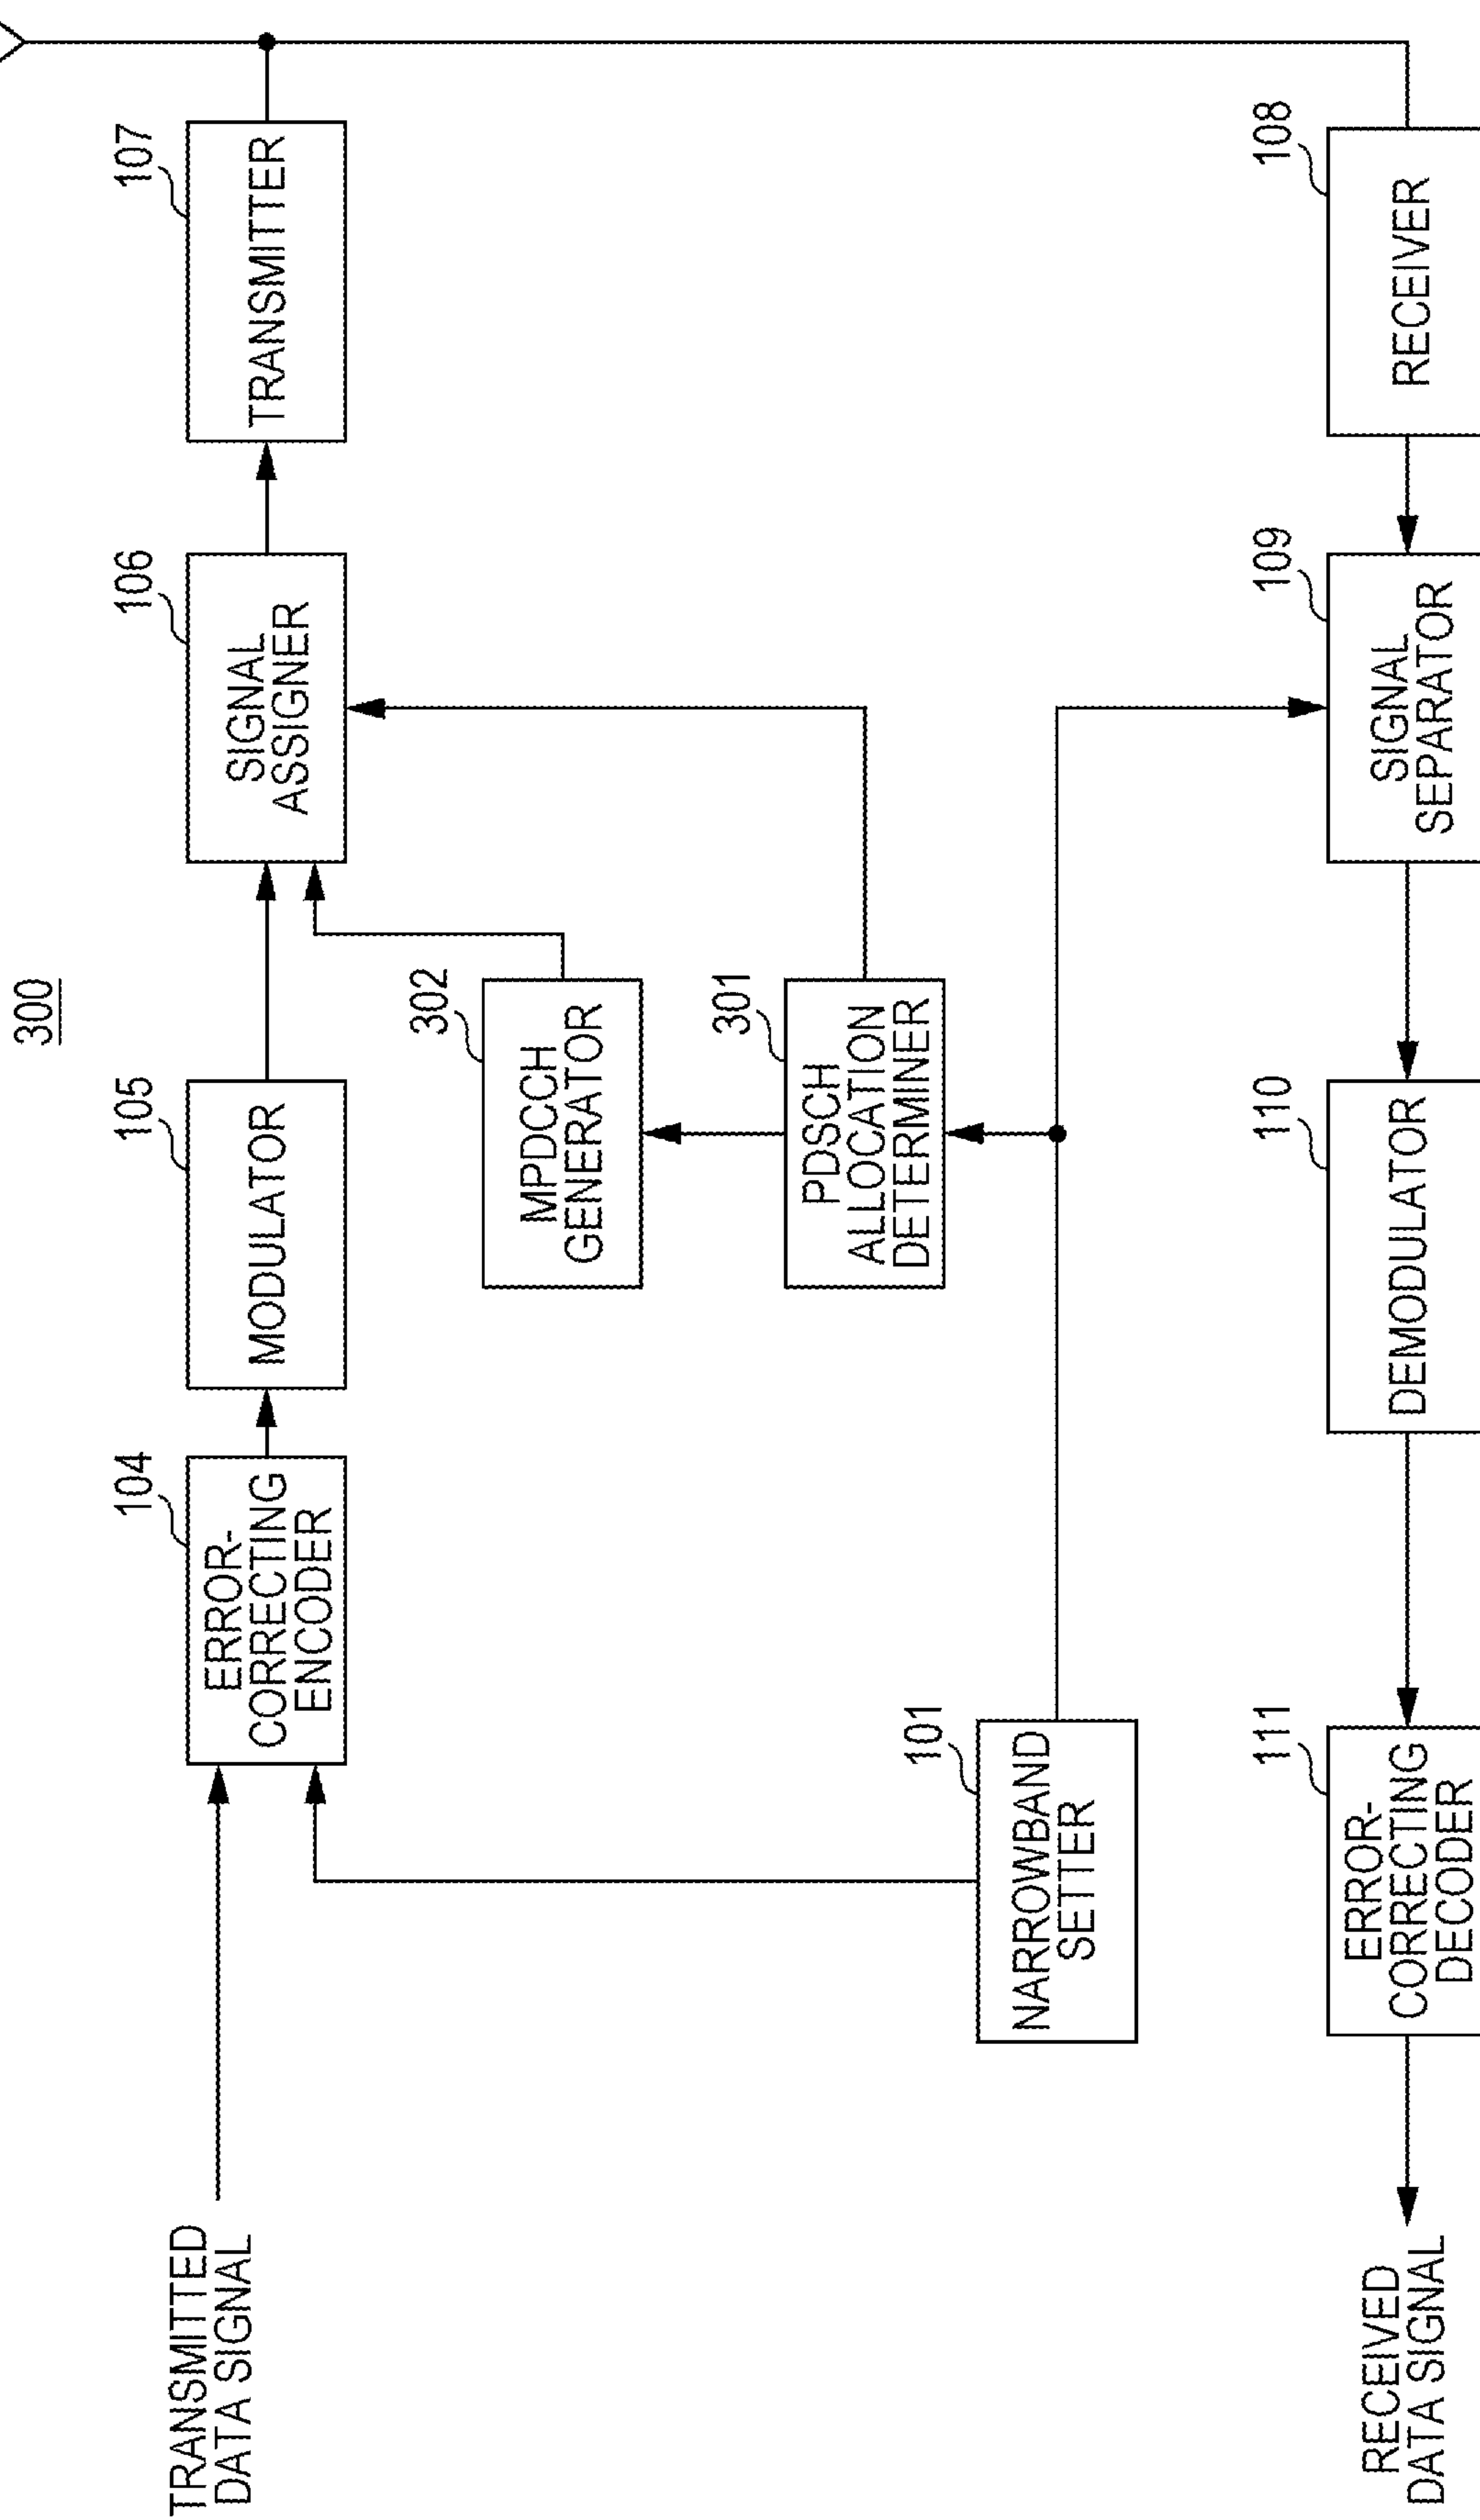 300
104
ERROR-
CORRECTING
ENCODER
105
MODULATOR
106
SIGNAL
ASSIGNER
107
TRANSMITTER
TRANSMITTED
DATA SIGNAL
302
MPDCCH
GENERATOR
301
PDSCH
ALLOCATION
DETERMINER
101
NARROWBAND
SETTER
111
ERROR-
CORRECTING
DECODER
110
DEMODULATOR
109
SIGNAL
SEPARATOR
108
RECEIVER
RECEIVED
DATA SIGNAL